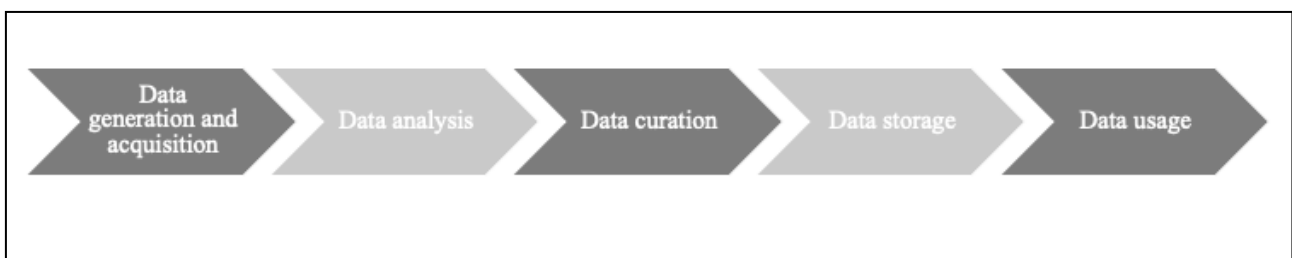 Data
generation and
acquisition
Data analysis
Data curation
Data storage
Data usage